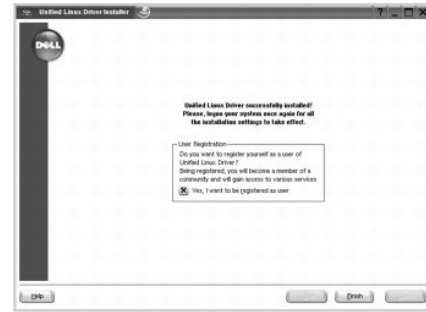 Unified Linux Driver Installer
DELL
Unified Linux Driver successfully installed!
Please, logon your system once again for all
the installation settings to take effect.
User Registration
Do you want to register yourself as a user of
Unified Linux Driver?
Being registered, you will become a member of a
community and will gain access to various services.
Yes, I want to be registered as user
Help
Finish